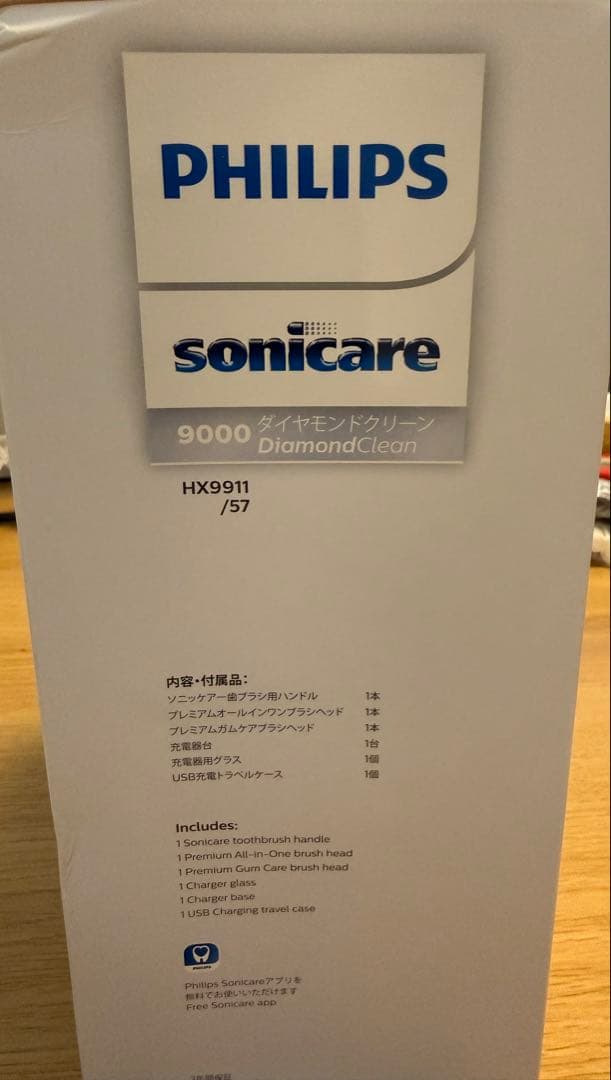 PHILIPS
sonicare
9000 ダイヤモンドクリーン
DiamondClean
HX9911
/57
内容・付属品：
ソニッケアー歯ブラシ用ハンドル 1本
プレミアムオールインワンブラシヘッド 1本
プレミアムガムケアブラシヘッド 1本
充電器台 1台
充電器用グラス 1個
USB充電トラベルケース 1個
Includes:
1 Sonicare toothbrush handle
1 Premium All-in-One brush head
1 Premium Gum Care brush head
1 Charger glass
1 Charger base
1 USB Charging travel case
PHILIPS
Philips Sonicareアプリを
無料でお使いいただけます
Free Sonicare app